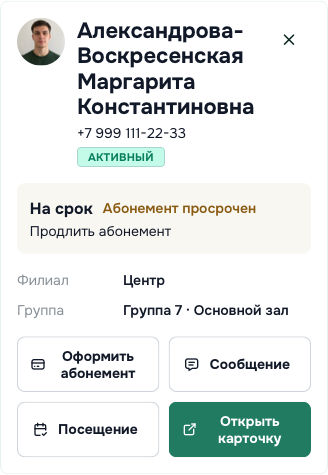 Александрова-
Воскресенская
Маргарита
Константиновна
+7 999 111-22-33
АКТИВНЫЙ
На срок Абонемент просрочен
Продлить абонемент
Филиал Центр
Группа Группа 7 · Основной зал
Оформить
абонемент
Сообщение
Посещение
Открыть
карточку